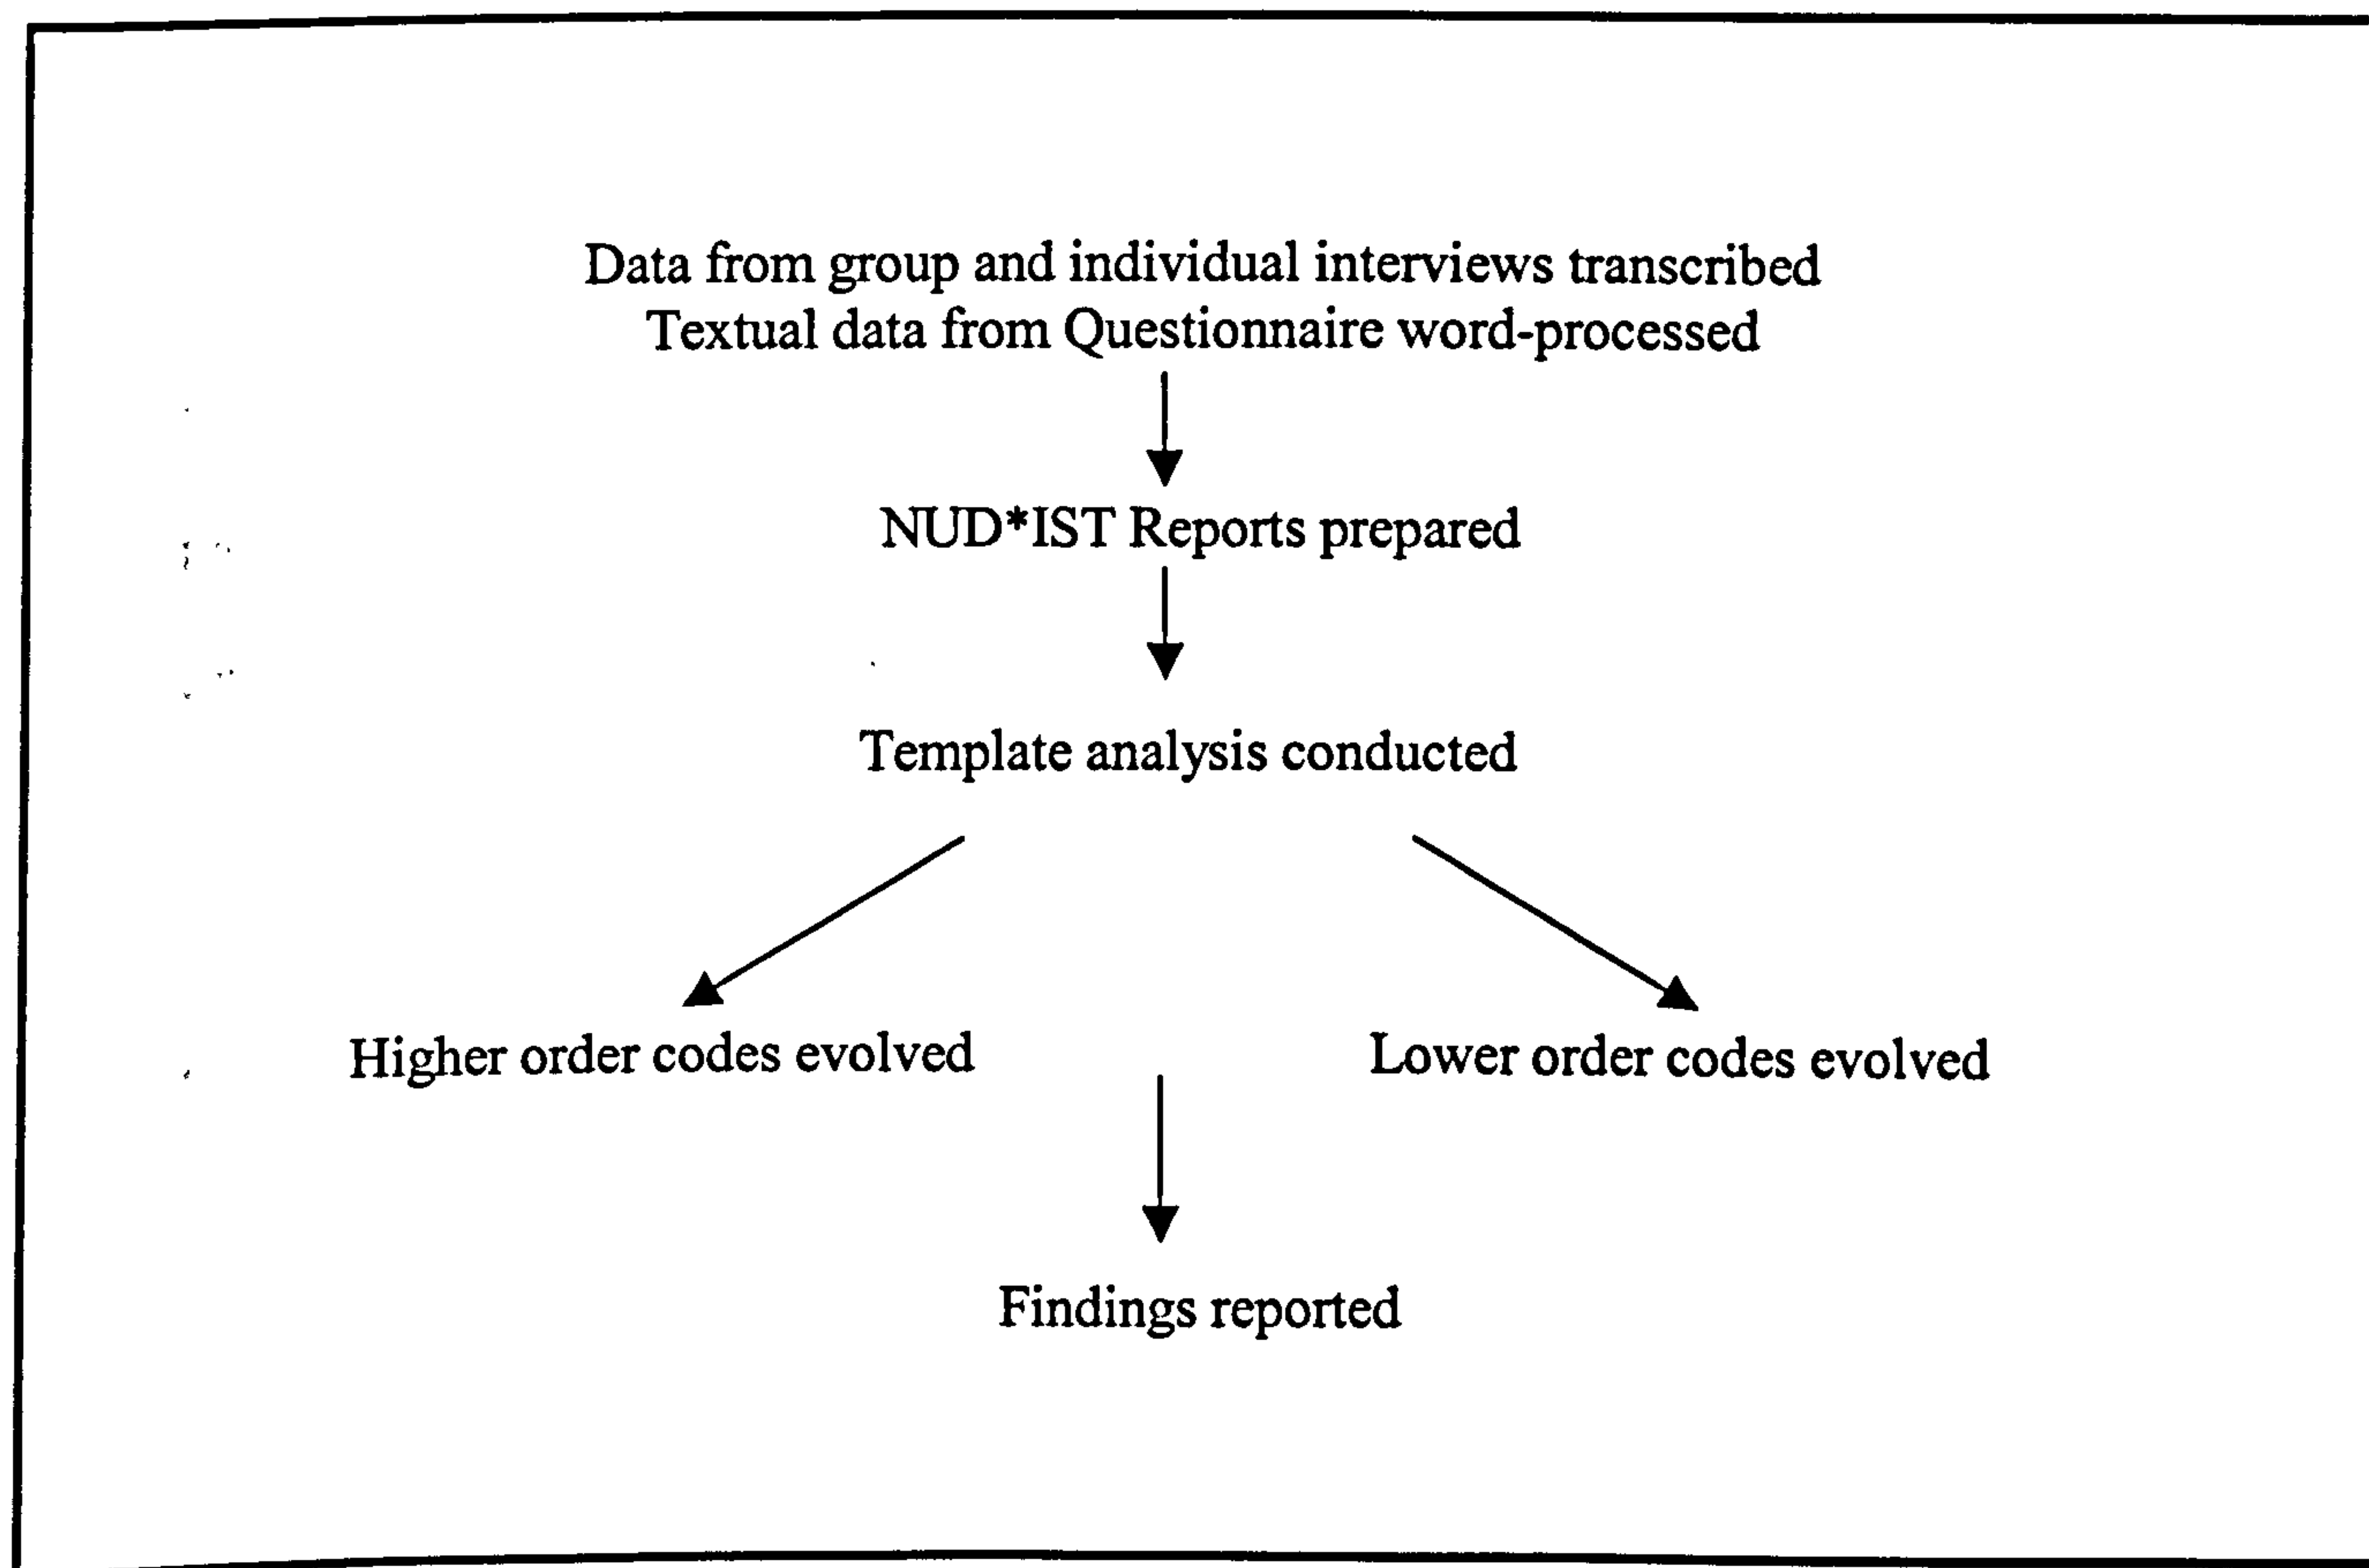 Data from group and individual interviews transcribed
Textual data from Questionnaire word-processed
NUD*IST Reports prepared
Template analysis conducted
Higher order codes evolved
Lower order codes evolved
Findings reported